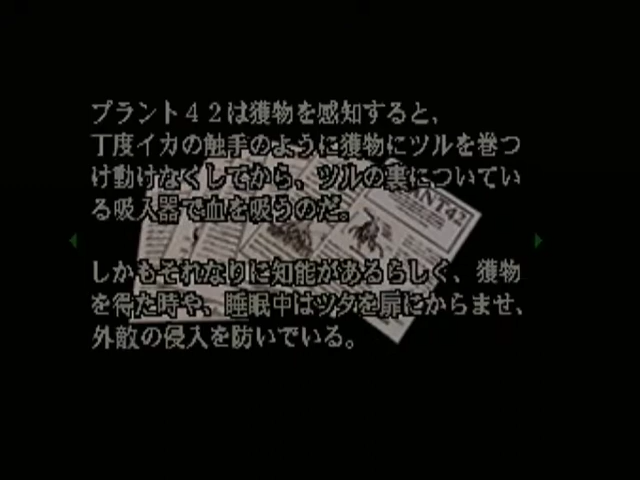 プラント４２は獲物を感知すると、
丁度イカの触手のように獲物にツルを巻つ
け動けなくしてから、ツルの裏についてい
る吸入器で血を吸うのだ。
しかもそれなりに知能があるらしく、獲物
を得た時や、睡眠中はツタを扉にからませ、
外敵の侵入を防いでいる。
PLANT42